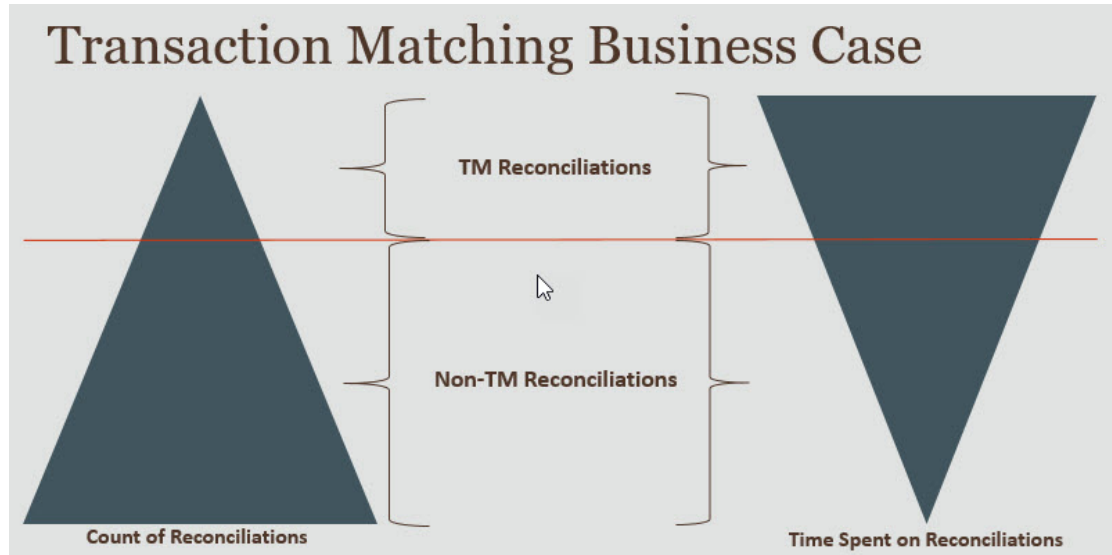 Transaction Matching Business Case
TM Reconciliations
Non-TM Reconciliations
Count of Reconciliations
Time Spent on Reconciliations